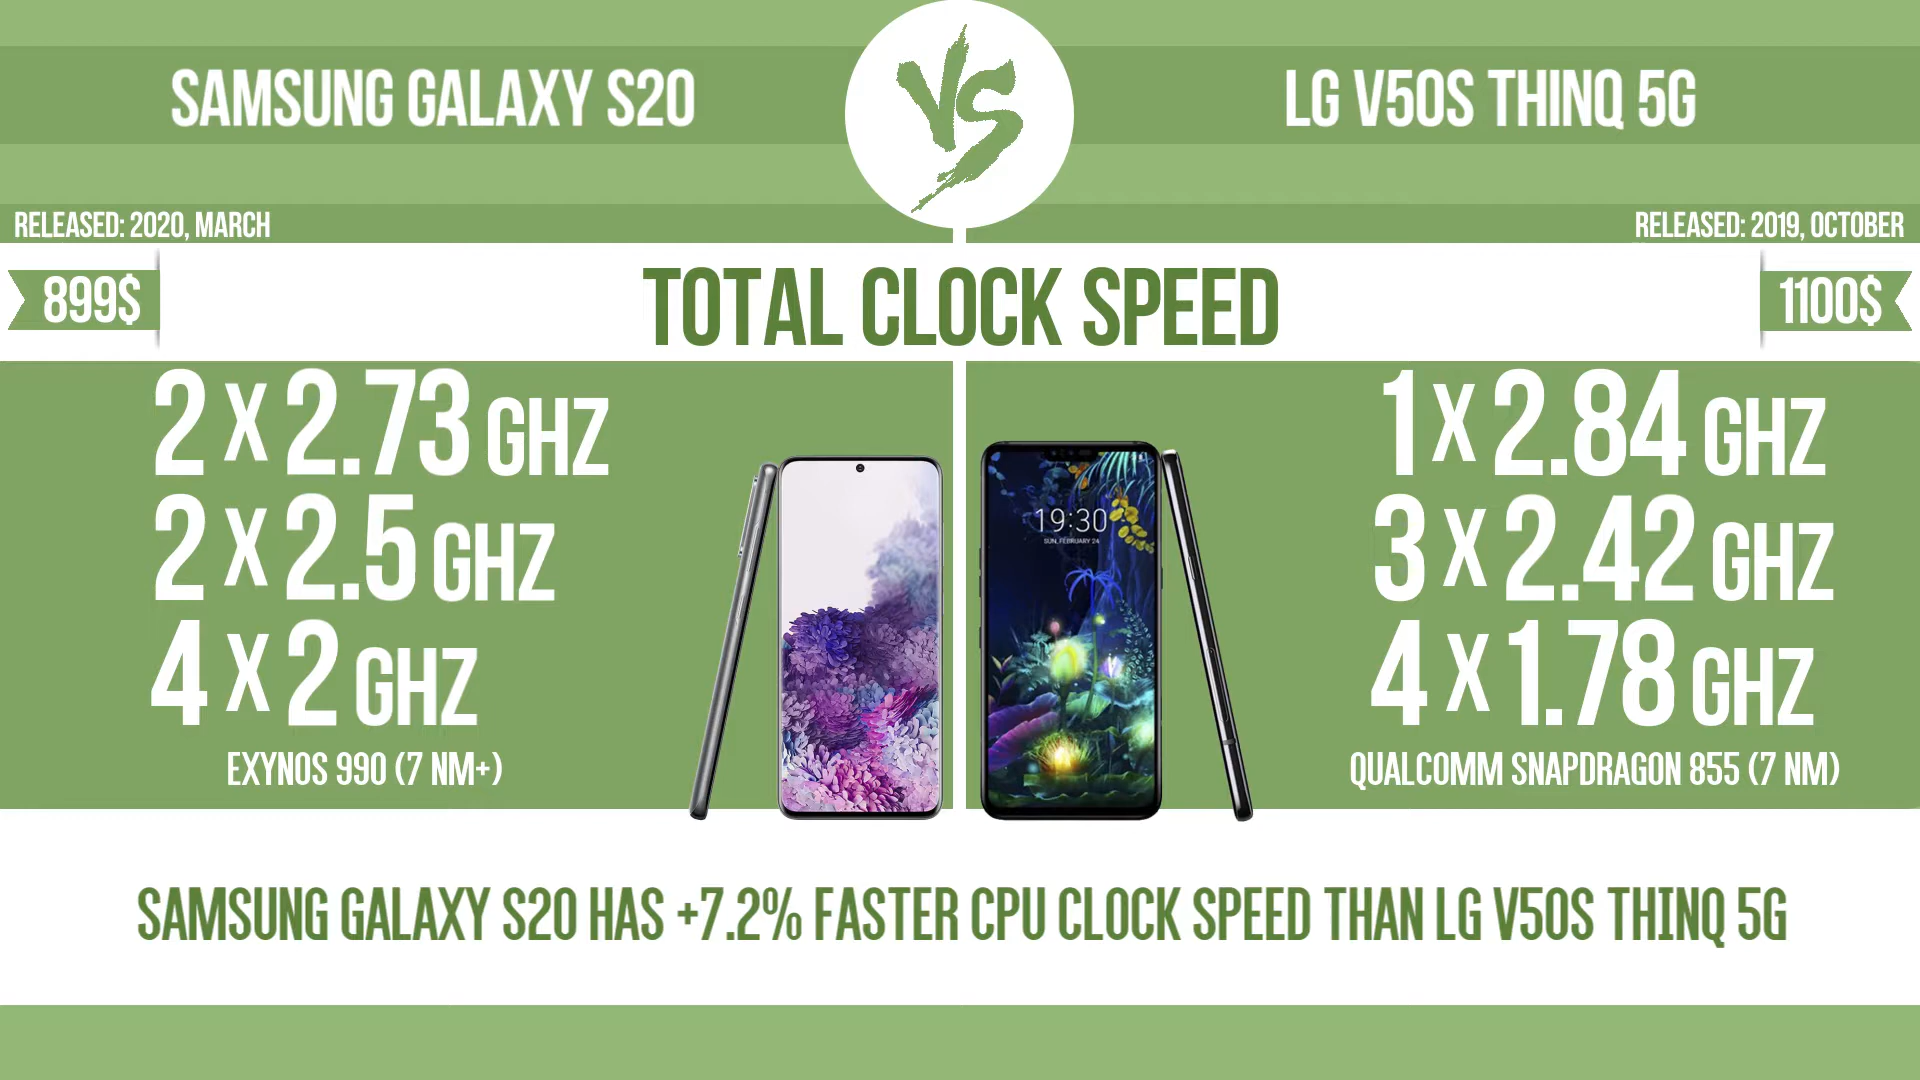 SAMSUNG GALAXY S20
VS
LG V50S THINQ 5G
RELEASED: 2020, MARCH
RELEASED: 2019, OCTOBER
899$
TOTAL CLOCK SPEED
1100$
2 X 2.73 GHZ
2 X 2.5 GHZ
4 X 2 GHZ
EXYNOS 990 (7 NM+)
19:30
SUN, FEBRUARY 24
1 X 2.84 GHZ
3 X 2.42 GHZ
4 X 1.78 GHZ
QUALCOMM SNAPDRAGON 855 (7 NM)
SAMSUNG GALAXY S20 HAS +7.2% FASTER CPU CLOCK SPEED THAN LG V50S THINQ 5G